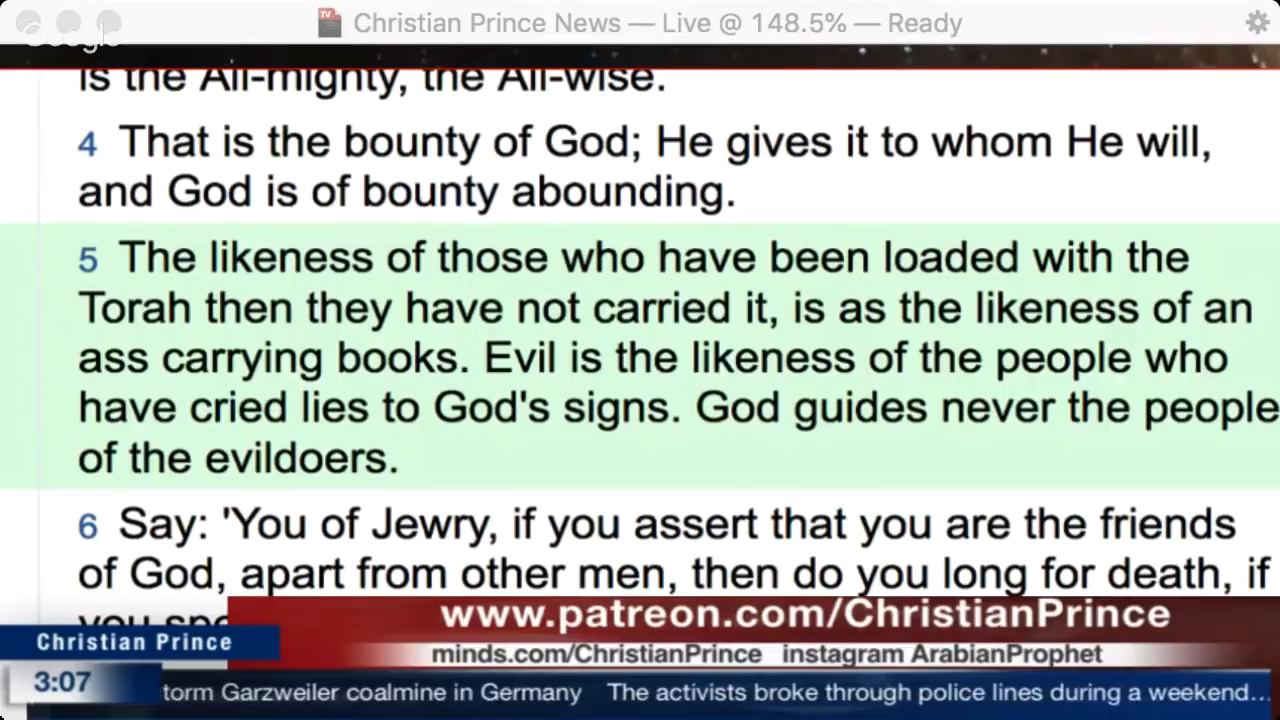 Google
Christian Prince News — Live @ 148.5% — Ready
is the All-mighty, the All-wise.
4 That is the bounty of God; He gives it to whom He will,
and God is of bounty abounding.
5 The likeness of those who have been loaded with the
Torah then they have not carried it, is as the likeness of an
ass carrying books. Evil is the likeness of the people who
have cried lies to God's signs. God guides never the people
of the evildoers.
6 Say: 'You of Jewry, if you assert that you are the friends
of God, apart from other men, then do you long for death, if
you
www.patreon.com/ChristianPrince
Christian Prince
minds.com/ChristianPrince instagram ArabianProphet
3:07
torm Garzweiler coalmine in Germany The activists broke through police lines during a weekend...